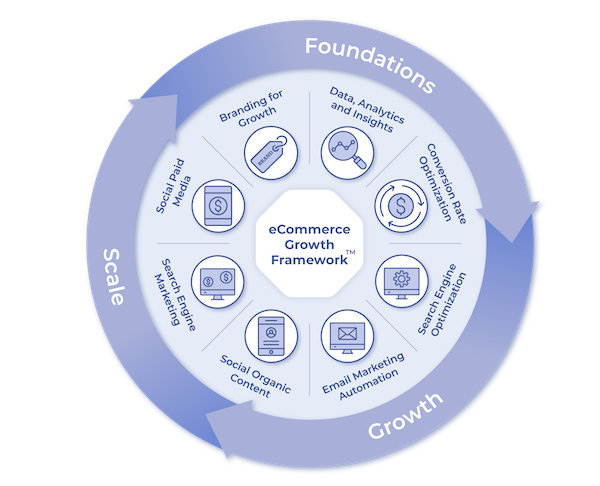 Foundations
Growth
Scale
eCommerce
Growth
Framework™
Branding for
Growth
BRAND
Data, Analytics
and Insights
Conversion Rate
Optimization
Search Engine
Optimization
Email Marketing
Automation
Social Organic
Content
Search Engine
Marketing
Social Paid
Media
$
$
$
$